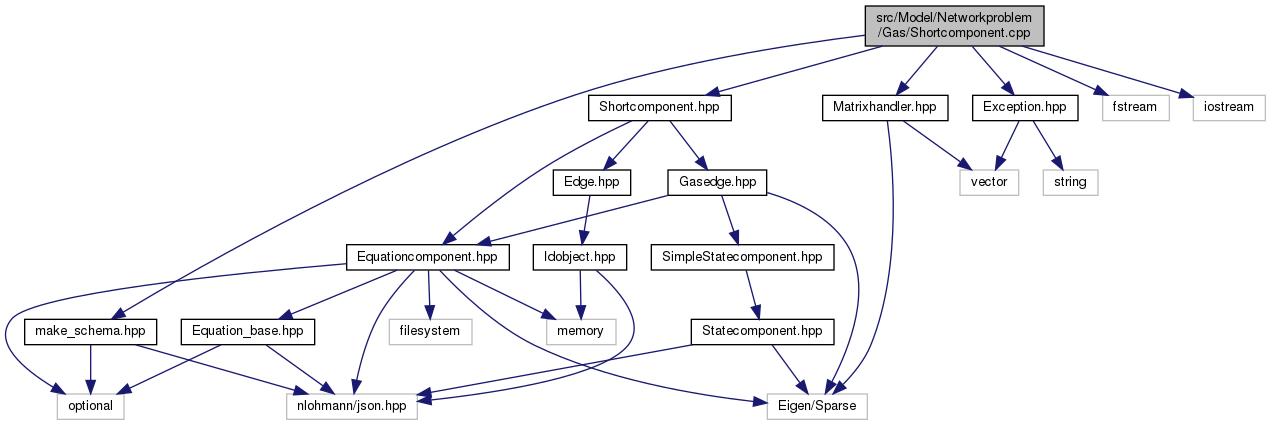 src/Model/Networkproblem
/Gas/Shortcomponent.cpp
Shortcomponent.hpp
Matrixhandler.hpp
Exception.hpp
fstream
iostream
Edge.hpp
Gasedge.hpp
vector
string
Equationcomponent.hpp
Idobject.hpp
SimpleStatecomponent.hpp
make_schema.hpp
Equation_base.hpp
filesystem
memory
Statecomponent.hpp
optional
nlohmann/json.hpp
Eigen/Sparse